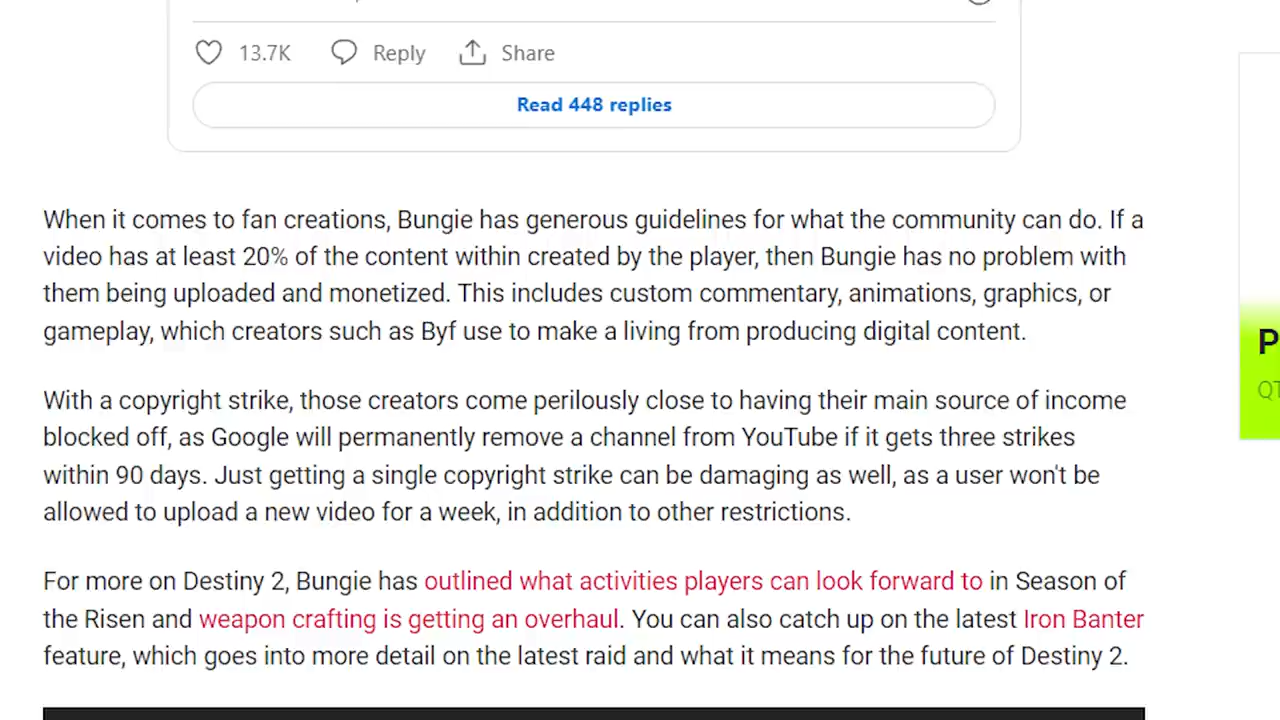 13.7K Reply Share
Read 448 replies
When it comes to fan creations, Bungie has generous guidelines for what the community can do. If a
video has at least 20% of the content within created by the player, then Bungie has no problem with
them being uploaded and monetized. This includes custom commentary, animations, graphics, or
gameplay, which creators such as Byf use to make a living from producing digital content.
With a copyright strike, those creators come perilously close to having their main source of income
blocked off, as Google will permanently remove a channel from YouTube if it gets three strikes
within 90 days. Just getting a single copyright strike can be damaging as well, as a user won't be
allowed to upload a new video for a week, in addition to other restrictions.
For more on Destiny 2, Bungie has outlined what activities players can look forward to in Season of
the Risen and weapon crafting is getting an overhaul. You can also catch up on the latest Iron Banter
feature, which goes into more detail on the latest raid and what it means for the future of Destiny 2.